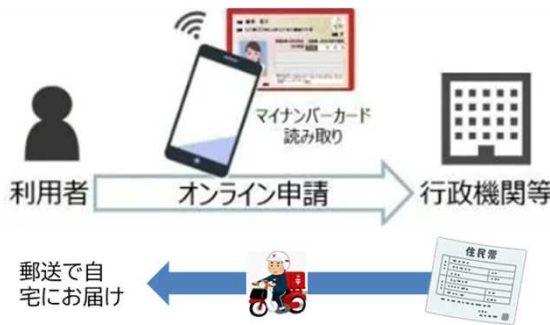 マイナンバーカード
読み取り
利用者
オンライン申請
行政機関等
住民票
郵送で自
宅にお届け